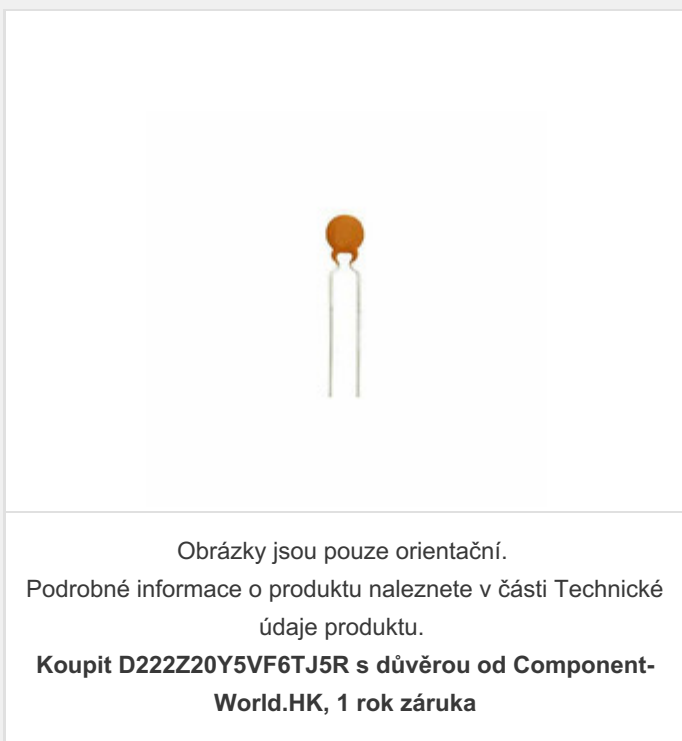 Obrázky jsou pouze orientační.
Podrobné informace o produktu naleznete v části Technické
údaje produktu.
Koupit D222Z20Y5VF6TJ5R s důvěrou od Component-
World.HK, 1 rok záruka